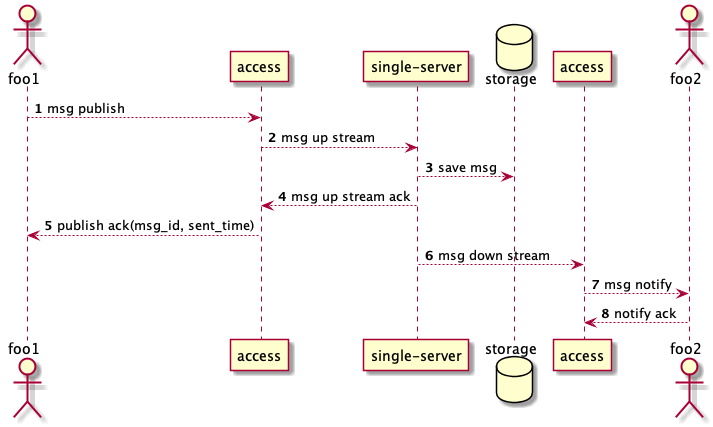 foo1
access
single-server
storage
access
foo2
1 msg publish
2 msg up stream
3 save msg
4 msg up stream ack
5 publish ack(msg_id, sent_time)
6 msg down stream
7 msg notify
8 notify ack
foo1
access
single-server
storage
access
foo2